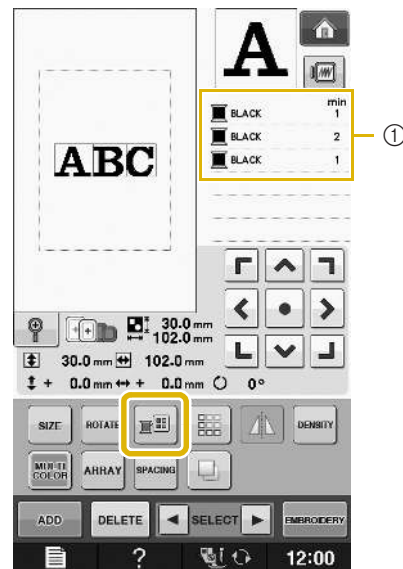 A
min
BLACK 1
BLACK 2
BLACK 1
①
ABC
30.0 mm
102.0 mm
30.0 mm 102.0 mm
+ 0.0 mm + 0.0 mm 0°
SIZE ROTATE DENSITY
MULTI COLOR ARRAY SPACING
ADD DELETE SELECT EMBROIDERY
? 12:00